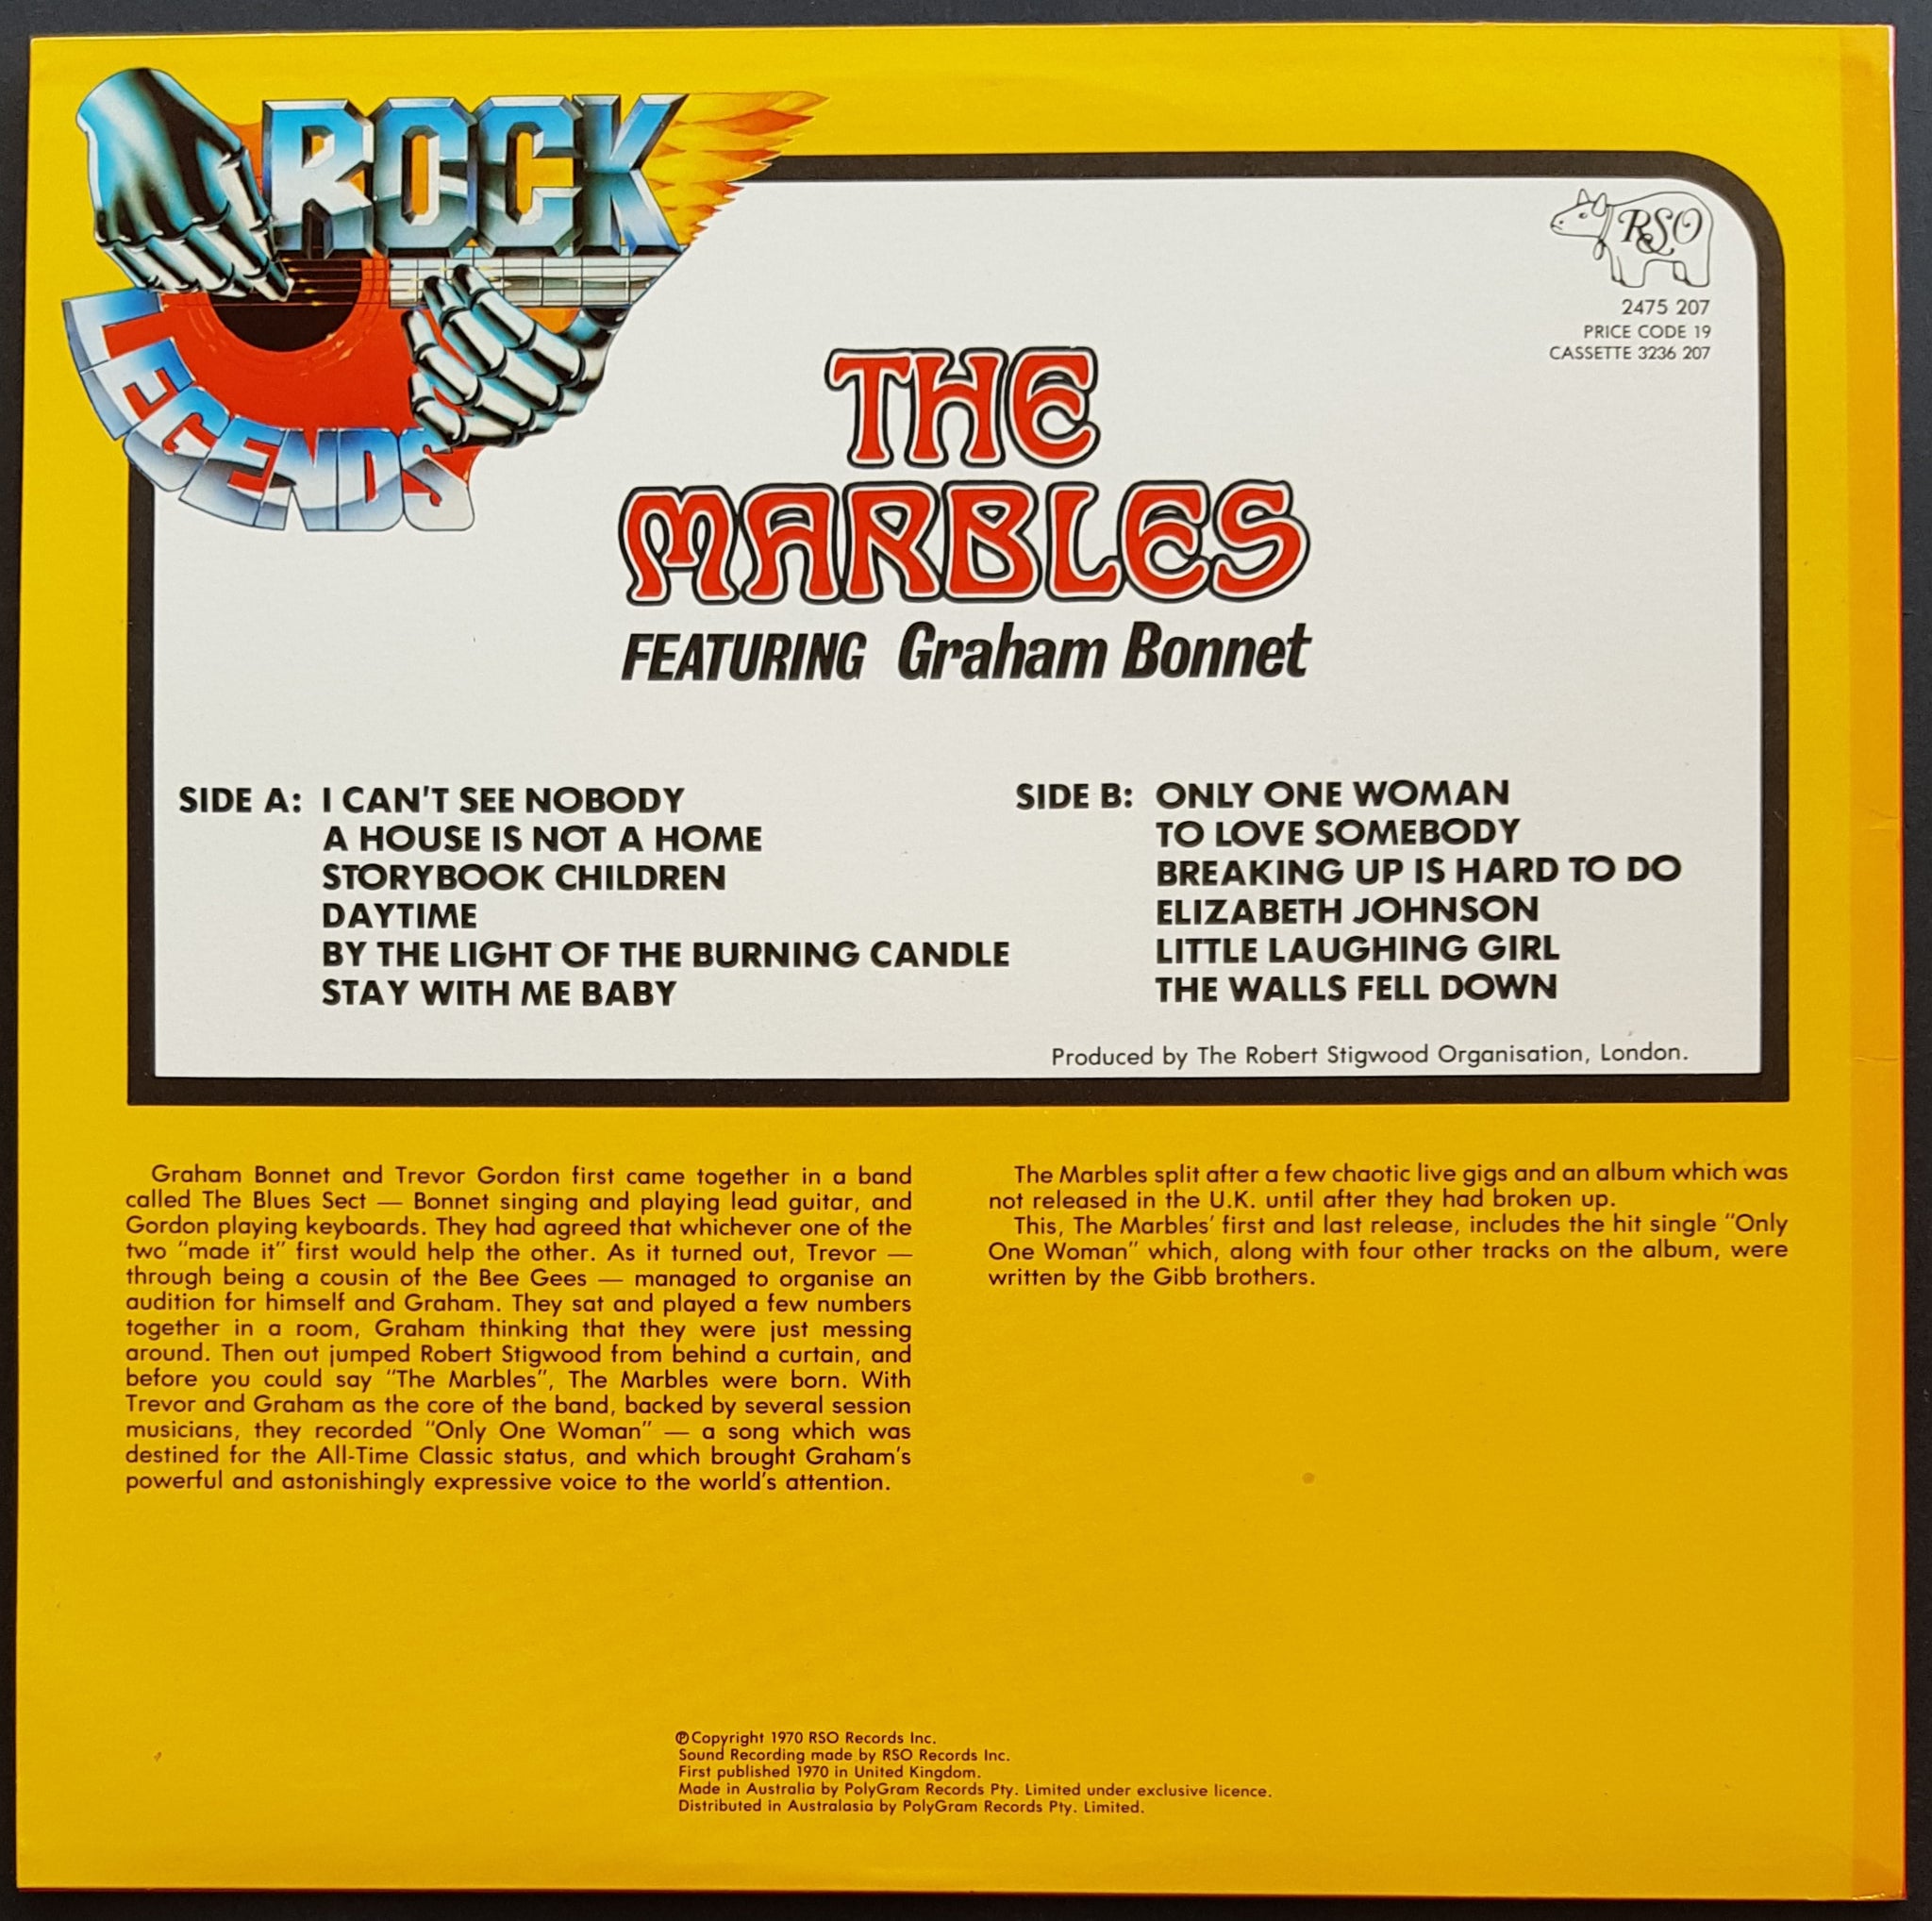 ROCK
LEGENDS
RSO
2475 207
PRICE CODE 19
CASSETTE 3236 207
THE
MARBLES
FEATURING Graham Bonnet
SIDE A: I CAN'T SEE NOBODY
A HOUSE IS NOT A HOME
STORYBOOK CHILDREN
DAYTIME
BY THE LIGHT OF THE BURNING CANDLE
STAY WITH ME BABY
SIDE B: ONLY ONE WOMAN
TO LOVE SOMEBODY
BREAKING UP IS HARD TO DO
ELIZABETH JOHNSON
LITTLE LAUGHING GIRL
THE WALLS FELL DOWN
Produced by The Robert Stigwood Organisation, London.
Graham Bonnet and Trevor Gordon first came together in a band
called The Blues Sect — Bonnet singing and playing lead guitar, and
Gordon playing keyboards. They had agreed that whichever one of the
two "made it" first would help the other. As it turned out, Trevor —
through being a cousin of the Bee Gees — managed to organise an
audition for himself and Graham. They sat and played a few numbers
together in a room, Graham thinking that they were just messing
around. Then out jumped Robert Stigwood from behind a curtain, and
before you could say "The Marbles", The Marbles were born. With
Trevor and Graham as the core of the band, backed by several session
musicians, they recorded "Only One Woman" — a song which was
destined for the All-Time Classic status, and which brought Graham's
powerful and astonishingly expressive voice to the world's attention.
The Marbles split after a few chaotic live gigs and an album which was
not released in the U.K. until after they had broken up.
This, The Marbles' first and last release, includes the hit single "Only
One Woman" which, along with four other tracks on the album, were
written by the Gibb brothers.
℗Copyright 1970 RSO Records Inc.
Sound Recording made by RSO Records Inc.
First published 1970 in United Kingdom.
Made in Australia by PolyGram Records Pty. Limited under exclusive licence.
Distributed in Australasia by PolyGram Records Pty. Limited.